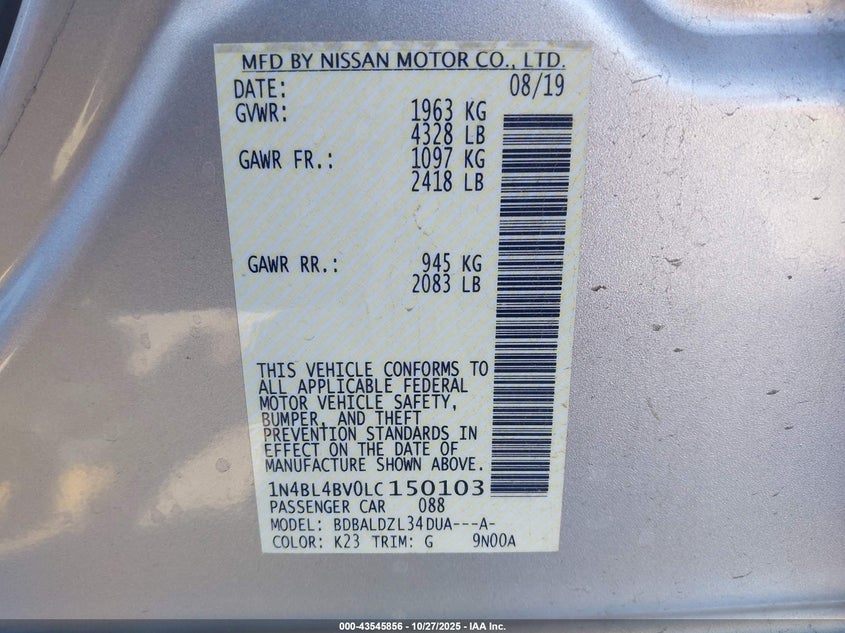 MFD BY NISSAN MOTOR CO., LTD.
DATE: 08/19
GVWR: 1963 KG
4328 LB
GAWR FR.: 1097 KG
2418 LB
GAWR RR.: 945 KG
2083 LB
THIS VEHICLE CONFORMS TO
ALL APPLICABLE FEDERAL
MOTOR VEHICLE SAFETY,
BUMPER, AND THEFT
PREVENTION STANDARDS IN
EFFECT ON THE DATE OF
MANUFACTURE SHOWN ABOVE.
1N4BL4BV0LC150103
PASSENGER CAR 088
MODEL: BDBALDZL34DUA---A-
COLOR: K23 TRIM: G 9N00A
000-43545856 | 10/27/2025 - IAA Inc.